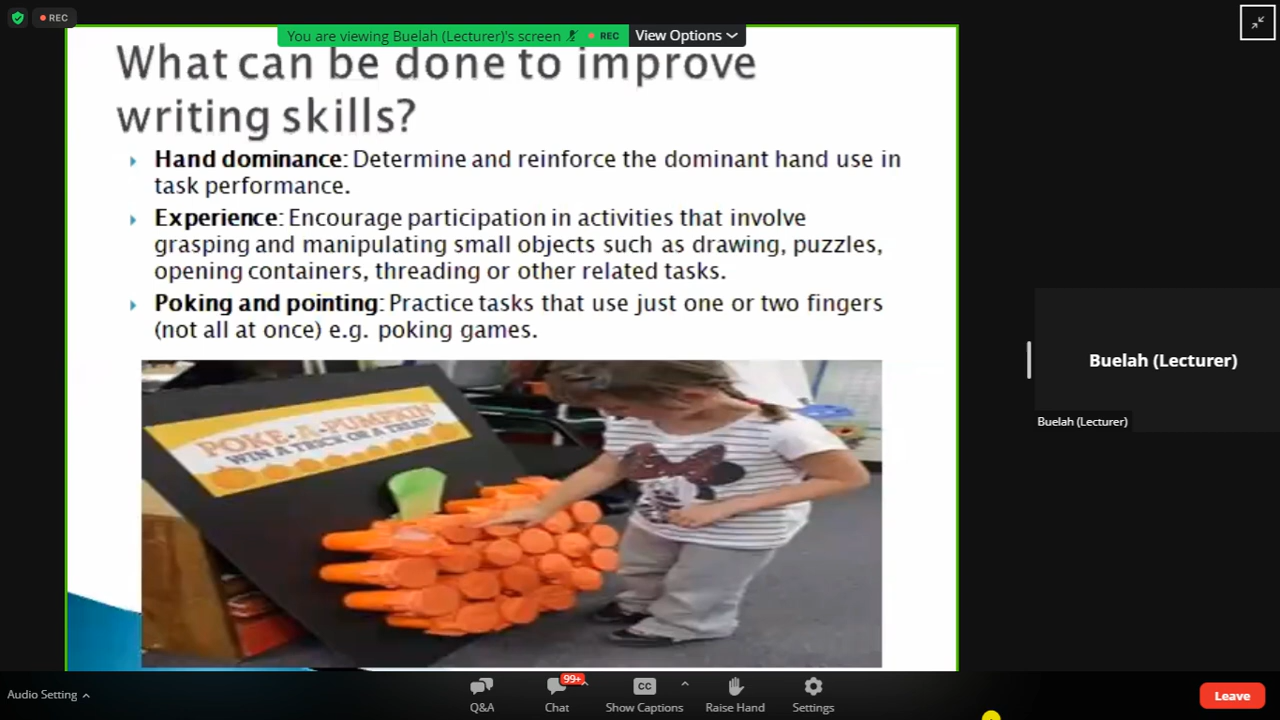 REC
You are viewing Buelah (Lecturer)'s screen
REC
View Options
What can be done to improve
writing skills?
Hand dominance: Determine and reinforce the dominant hand use in
task performance.
Experience: Encourage participation in activities that involve
grasping and manipulating small objects such as drawing, puzzles,
opening containers, threading or other related tasks.
Poking and pointing: Practice tasks that use just one or two fingers
(not all at once) e.g. poking games.
POKE-A-PUMPKIN
WIN A TRICK OR A TREAT
Buelah (Lecturer)
Buelah (Lecturer)
Audio Setting
Q&A
99+
Chat
CC
Show Captions
Raise Hand
Settings
Leave